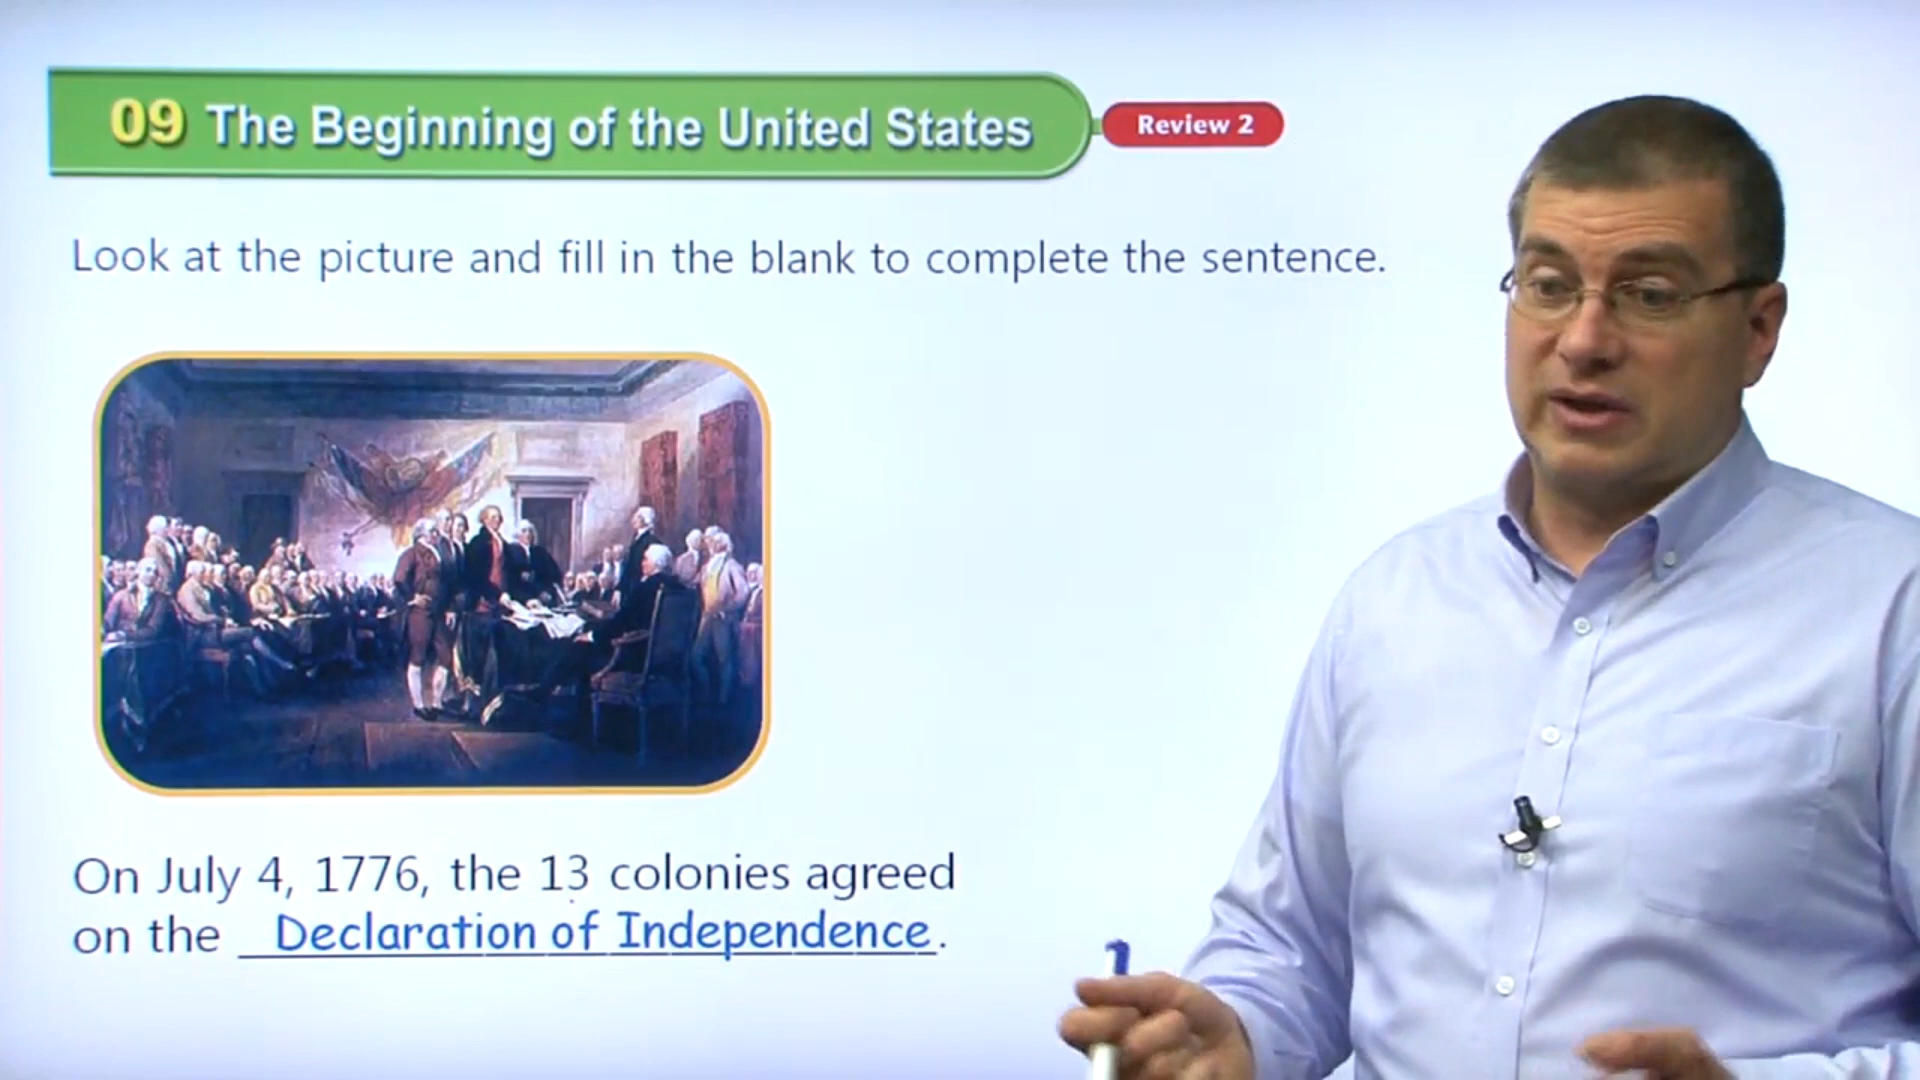 09 The Beginning of the United States
Review 2
Look at the picture and fill in the blank to complete the sentence.
On July 4, 1776, the 13 colonies agreed
on the Declaration of Independence.